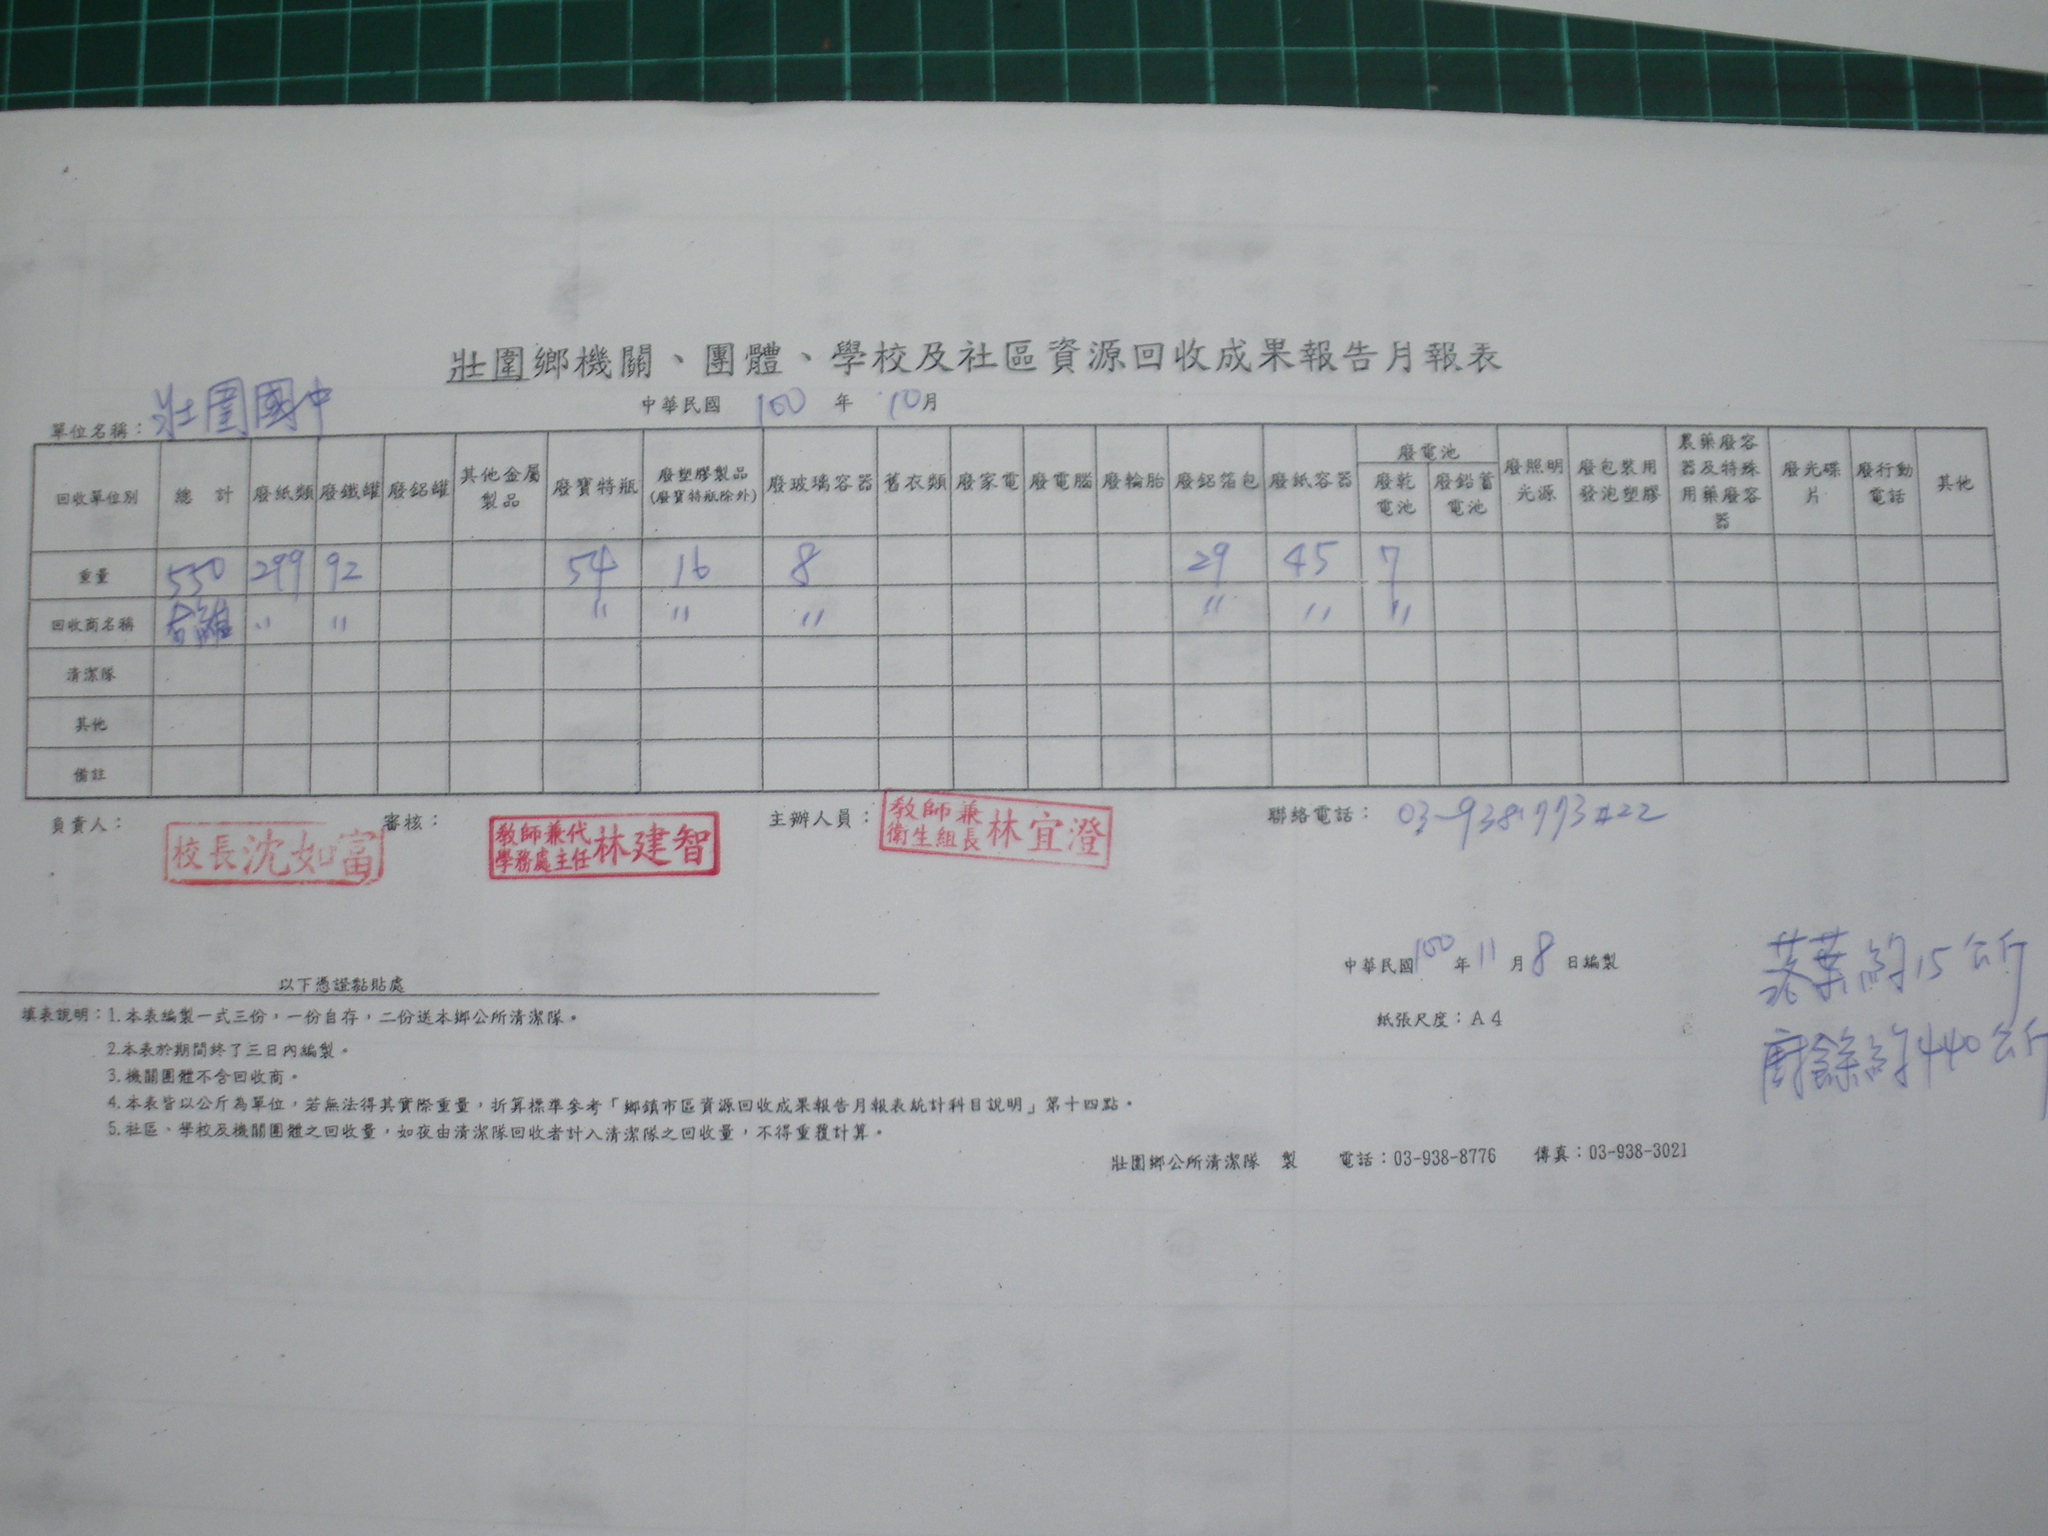 壯圍鄉機關、團體、學校及社區資源回收成果報告月報表
中華民國 100 年 10月
單位名稱：壯圍國中
回收單位別 總 計 廢紙類 廢鐵罐 廢鋁罐 其他金屬製品 廢寶特瓶 廢塑膠製品(廢寶特瓶除外) 廢玻璃容器 舊衣類 廢家電 廢電腦 廢輪胎 廢鋁箔包 廢紙容器 廢電池 廢乾電池 廢鉛蓄電池 廢照明光源 廢包裝用發泡塑膠 農藥廢容器及特殊用藥廢容器 廢光碟片 廢行動電話 其他
重量 550 299 92 54 16 8 29 45 7
回收商名稱 〃 〃 〃 〃 〃 〃 〃 〃
清潔隊
其他
備註
負責人： 校長沈如富 審核： 教師兼代學務處主任林建智 主辦人員： 教師兼衛生組長林宜澄 聯絡電話：
中華民國100年11月8日編製
落葉約15公斤
以下憑證黏貼處
填表說明：1.本表編製一式三份，一份自存，二份送本鄉公所清潔隊。
紙張尺度：A4
廚餘約440公斤
2.本表於期間終了三日內編製。
3.機關團體不含回收商。
4.本表皆以公斤為單位，若無法得其實際重量，折算標準參考「鄉鎮市區資源回收成果報告月報表統計科目說明」第十四點。
5.社區、學校及機關團體之回收量，如夜由清潔隊回收者計入清潔隊之回收量，不得重覆計算。
壯圍鄉公所清潔隊 製 電話：03-938-8776 傳真：03-938-3021